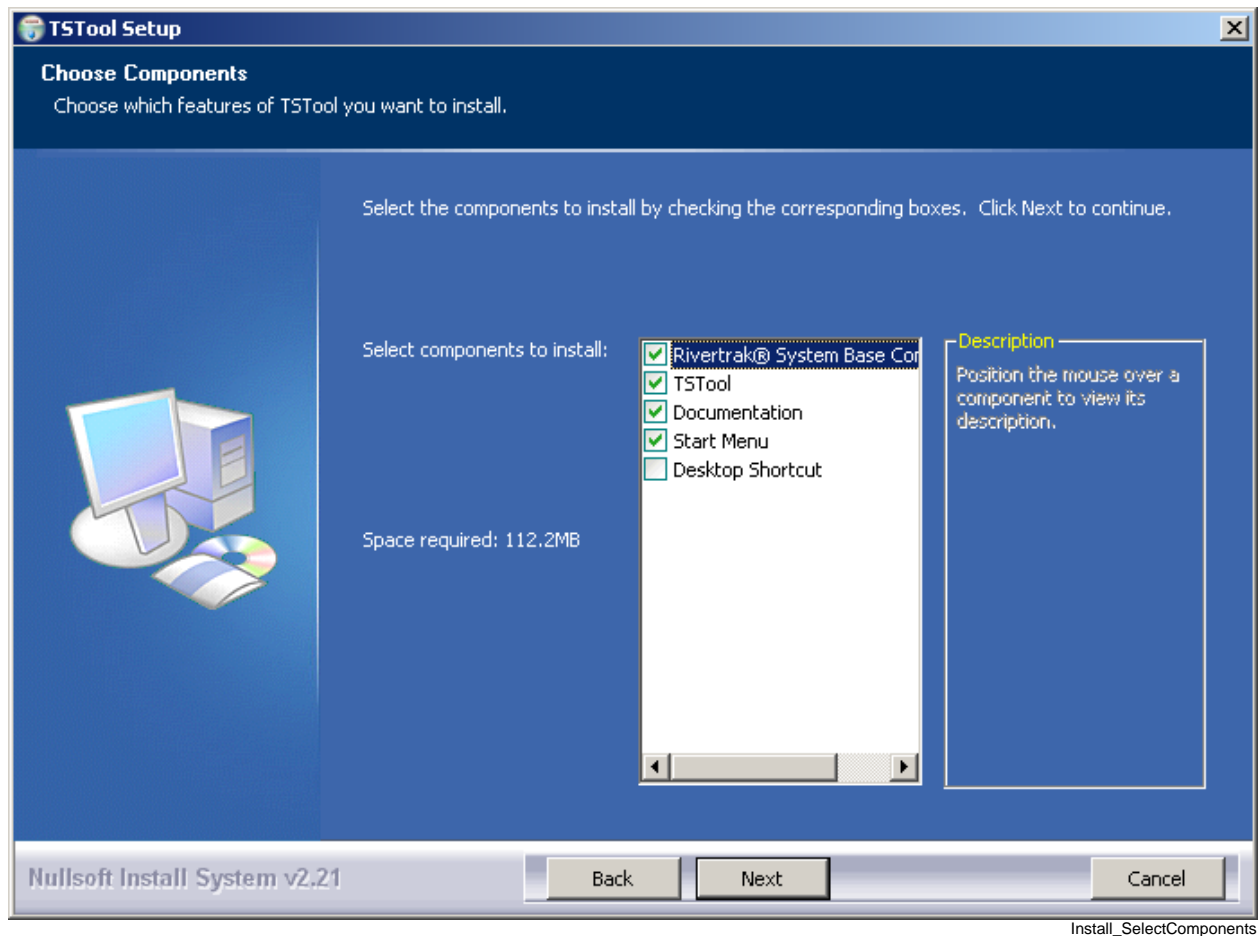 TSTool Setup
Choose Components
Choose which features of TSTool you want to install.
Select the components to install by checking the corresponding boxes. Click Next to continue.
Select components to install:
Rivertrak® System Base Cor
TSTool
Documentation
Start Menu
Desktop Shortcut
Description
Position the mouse over a
component to view its
description.
Space required: 112.2MB
Nullsoft Install System v2.21
Back
Next
Cancel
Install_SelectComponents